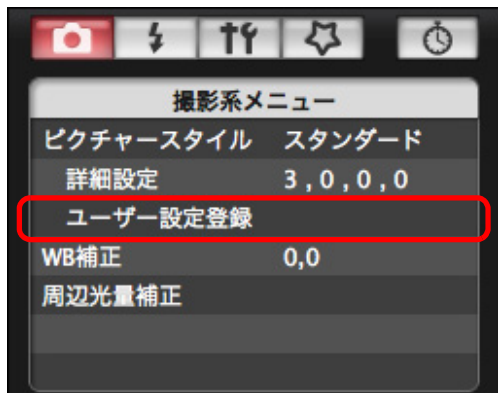 撮影系メニュー
ピクチャースタイル スタンダード
詳細設定 3,0,0,0
ユーザー設定登録
WB補正 0,0
周辺光量補正